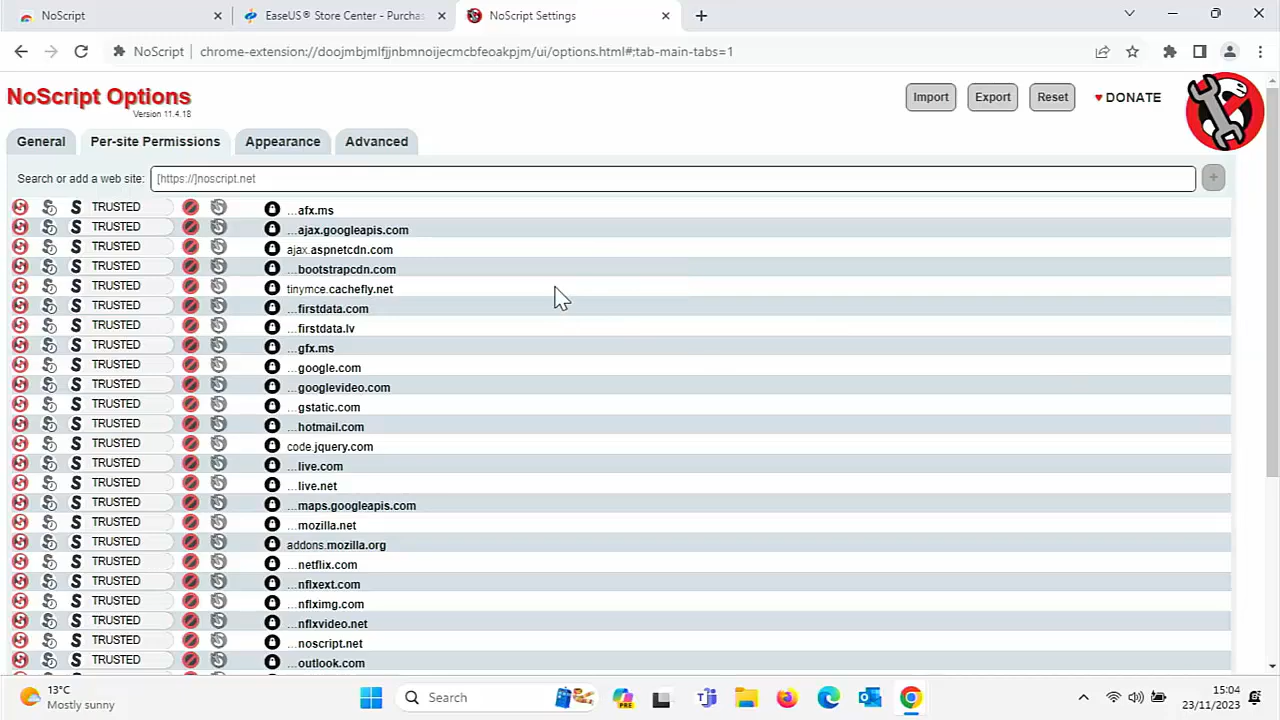 NoScript
EaseUS® Store Center - Purchas
NoScript Settings
NoScript
chrome-extension://doojmbjmlfjjnbmnoijecmcbfeoakpjm/ui/options.html#;tab-main-tabs=1
NoScript Options
Version 11.4.18
Import
Export
Reset
♥ DONATE
General
Per-site Permissions
Appearance
Advanced
Search or add a web site:
[https://]noscript.net
+
TRUSTED …afx.ms
TRUSTED …ajax.googleapis.com
TRUSTED ajax.aspnetcdn.com
TRUSTED …bootstrapcdn.com
TRUSTED tinymce.cachefly.net
TRUSTED …firstdata.com
TRUSTED …firstdata.lv
TRUSTED …gfx.ms
TRUSTED …google.com
TRUSTED …googlevideo.com
TRUSTED …gstatic.com
TRUSTED …hotmail.com
TRUSTED code.jquery.com
TRUSTED …live.com
TRUSTED …live.net
TRUSTED …maps.googleapis.com
TRUSTED …mozilla.net
TRUSTED addons.mozilla.org
TRUSTED …netflix.com
TRUSTED …nflxext.com
TRUSTED …nflximg.com
TRUSTED …nflxvideo.net
TRUSTED …noscript.net
TRUSTED …outlook.com
13°C
Mostly sunny
Search
PRE
15:04
23/11/2023